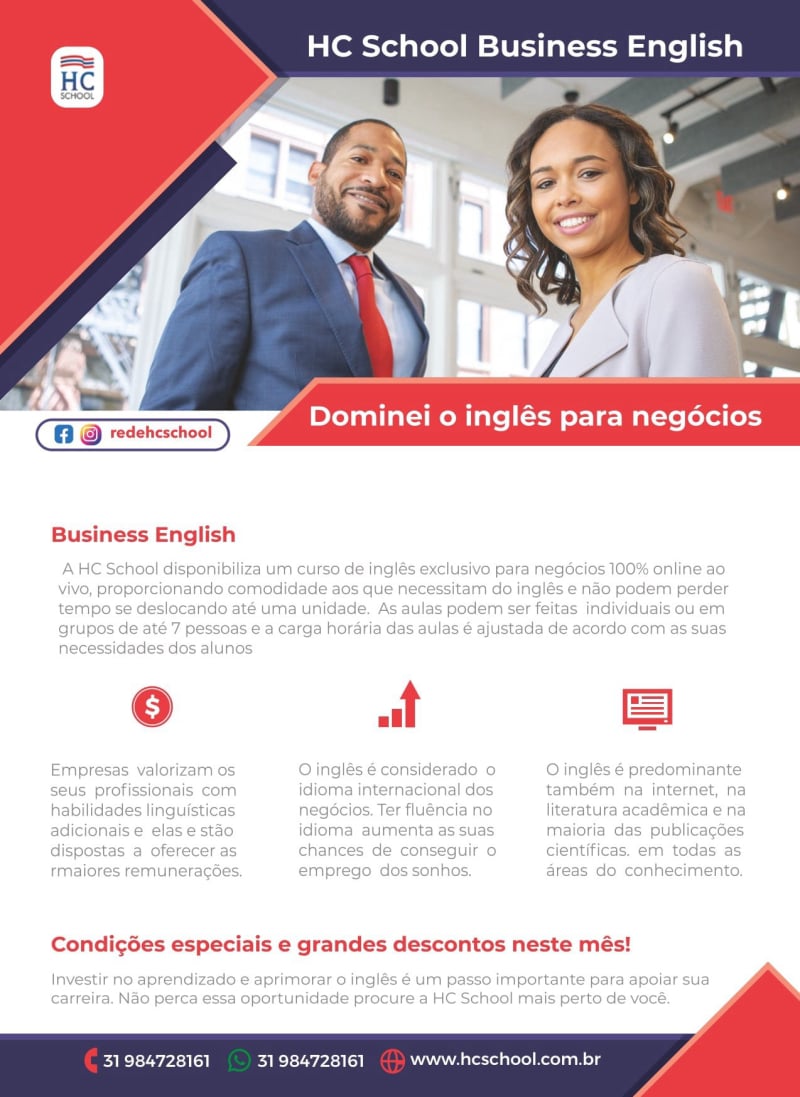 HC School Business English
HC
SCHOOL
Dominei o inglês para negócios
redehcschool
Business English
A HC School disponibiliza um curso de inglês exclusivo para negócios 100% online ao
vivo, proporcionando comodidade aos que necessitam do inglês e não podem perder
tempo se deslocando até uma unidade. As aulas podem ser feitas individuais ou em
grupos de até 7 pessoas e a carga horária das aulas é ajustada de acordo com as suas
necessidades dos alunos
$
Empresas valorizam os
seus profissionais com
habilidades linguísticas
adicionais e elas e stão
dispostas a oferecer as
rmaiores remunerações.
O inglês é considerado o
idioma internacional dos
negócios. Ter fluência no
idioma aumenta as suas
chances de conseguir o
emprego dos sonhos.
O inglês é predominante
também na internet, na
literatura acadêmica e na
maioria das publicações
científicas. em todas as
áreas do conhecimento.
Condições especiais e grandes descontos neste mês!
Investir no aprendizado e aprimorar o inglês é um passo importante para apoiar sua
carreira. Não perca essa oportunidade procure a HC School mais perto de você.
31 984728161
31 984728161
www.hcschool.com.br